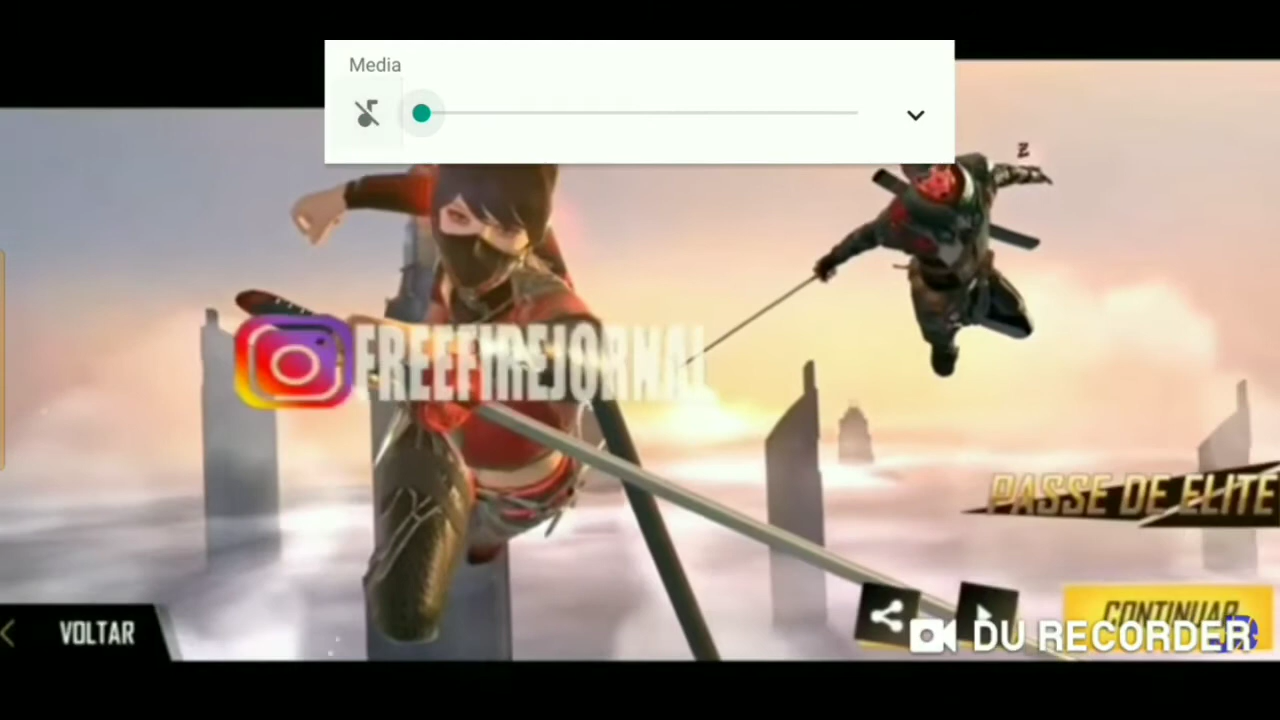 Media
FREEFIREJORNAL
PASSE DE ELITE
VOLTAR
CONTINUAR
DU RECORDER